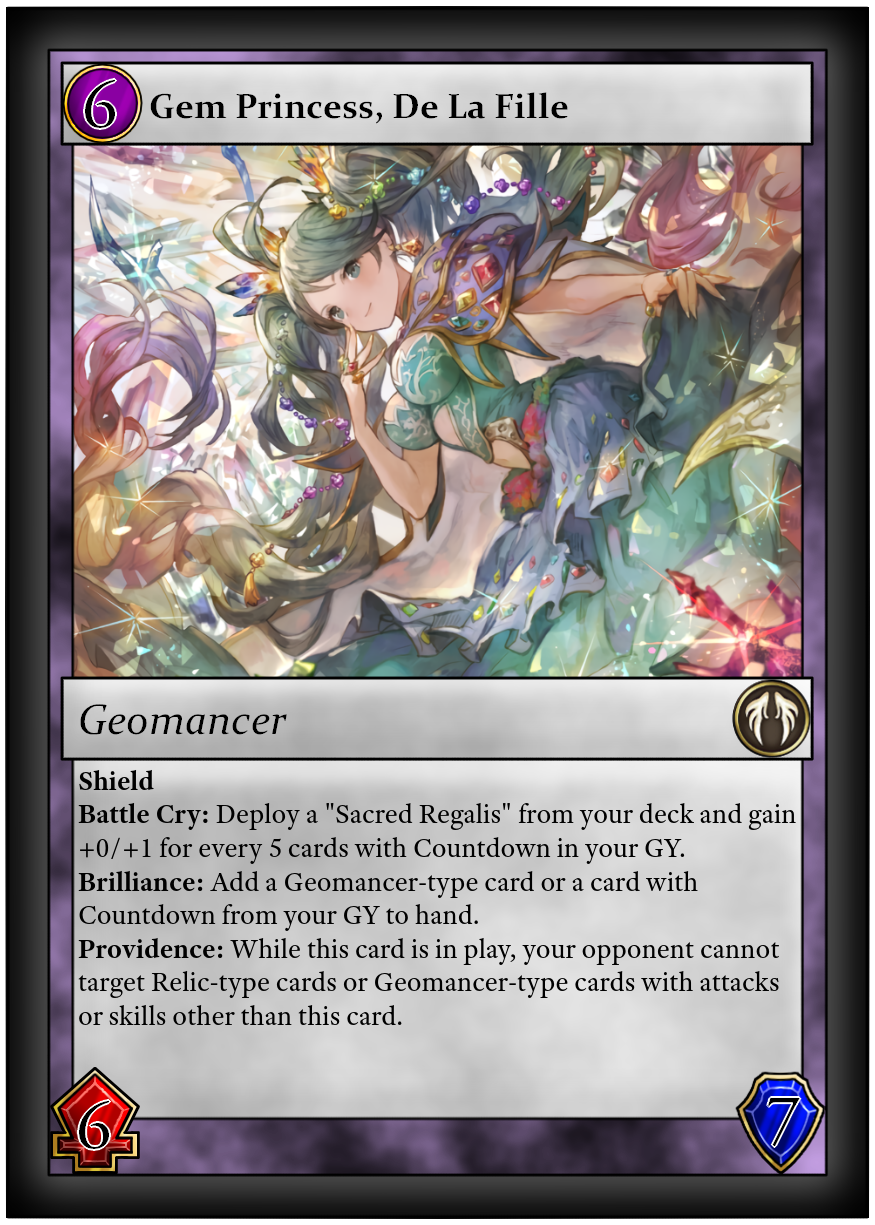 6 Gem Princess, De La Fille
Geomancer
Shield
Battle Cry: Deploy a "Sacred Regalis" from your deck and gain
+0/+1 for every 5 cards with Countdown in your GY.
Brilliance: Add a Geomancer-type card or a card with
Countdown from your GY to hand.
Providence: While this card is in play, your opponent cannot
target Relic-type cards or Geomancer-type cards with attacks
or skills other than this card.
6 7